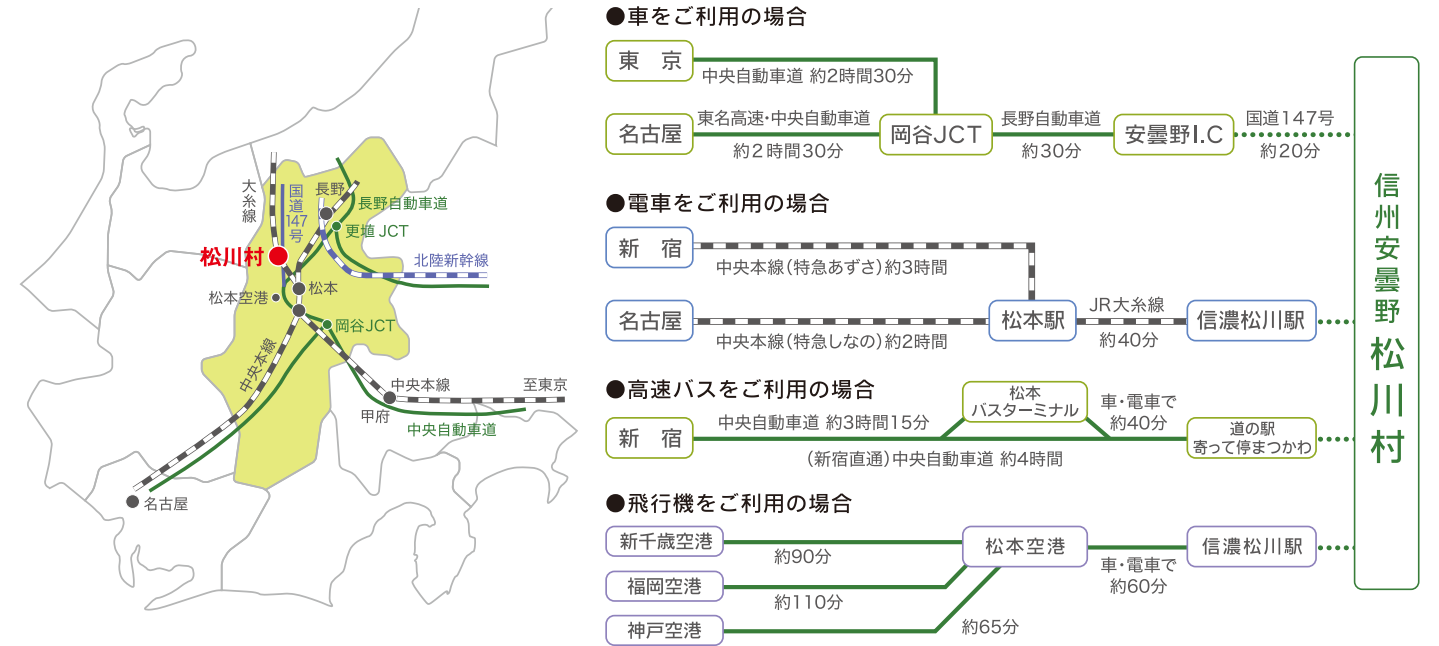 大糸線
国道147号
長野
長野自動車道
更埴 JCT
松川村
北陸新幹線
松本空港
松本
岡谷JCT
中央本線
中央本線
至東京
甲府
中央自動車道
名古屋
●車をご利用の場合
東 京
中央自動車道 約2時間30分
名古屋
東名高速・中央自動車道
約2時間30分
岡谷JCT
長野自動車道
約30分
安曇野I.C
国道147号
約20分
●電車をご利用の場合
新 宿
中央本線（特急あずさ）約3時間
名古屋
中央本線（特急しなの）約2時間
松本駅
JR大糸線
約40分
信濃松川駅
●高速バスをご利用の場合
新 宿
中央自動車道 約3時間15分
（新宿直通）中央自動車道 約4時間
松本
バスターミナル
車・電車で
約40分
道の駅
寄って停まつかわ
●飛行機をご利用の場合
新千歳空港
約90分
福岡空港
約110分
神戸空港
約65分
松本空港
車・電車で
約60分
信濃松川駅
信州安曇野松川村